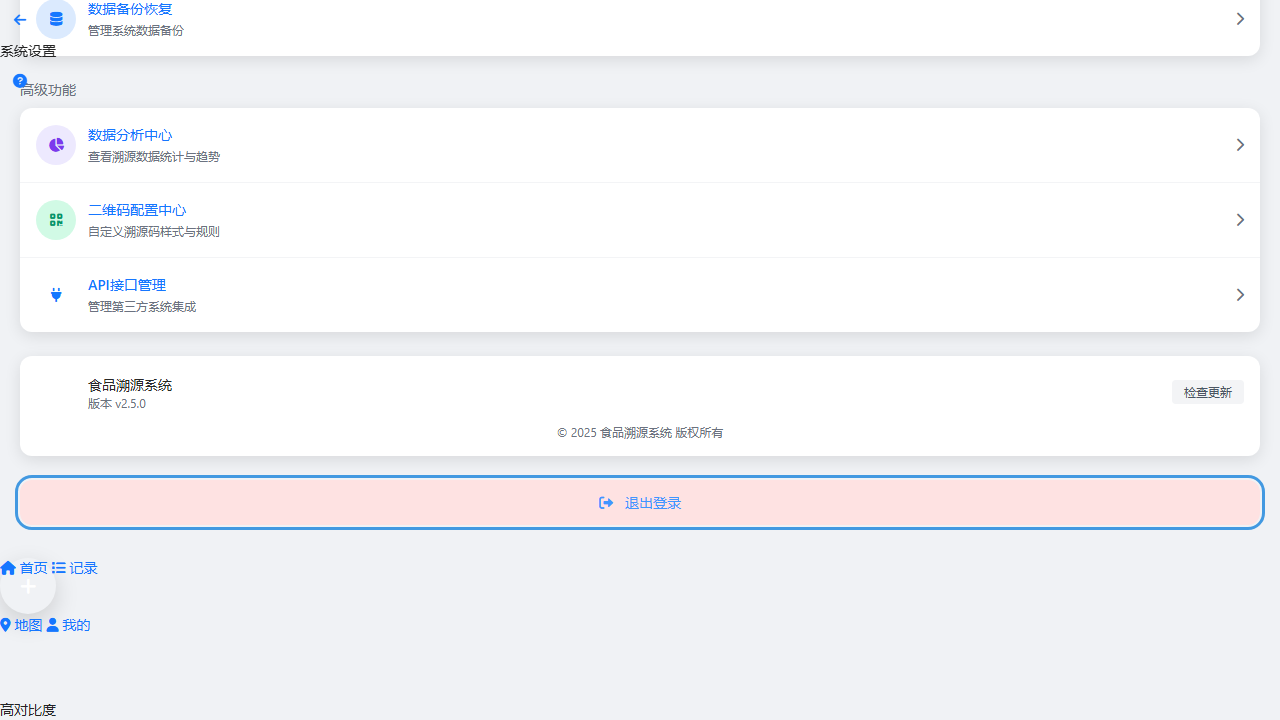 数据备份恢复
管理系统数据备份
系统设置
高级功能
数据分析中心
查看溯源数据统计与趋势
二维码配置中心
自定义溯源码样式与规则
API接口管理
管理第三方系统集成
食品溯源系统
版本 v2.5.0
检查更新
© 2025 食品溯源系统 版权所有
退出登录
首页 记录
地图 我的
高对比度